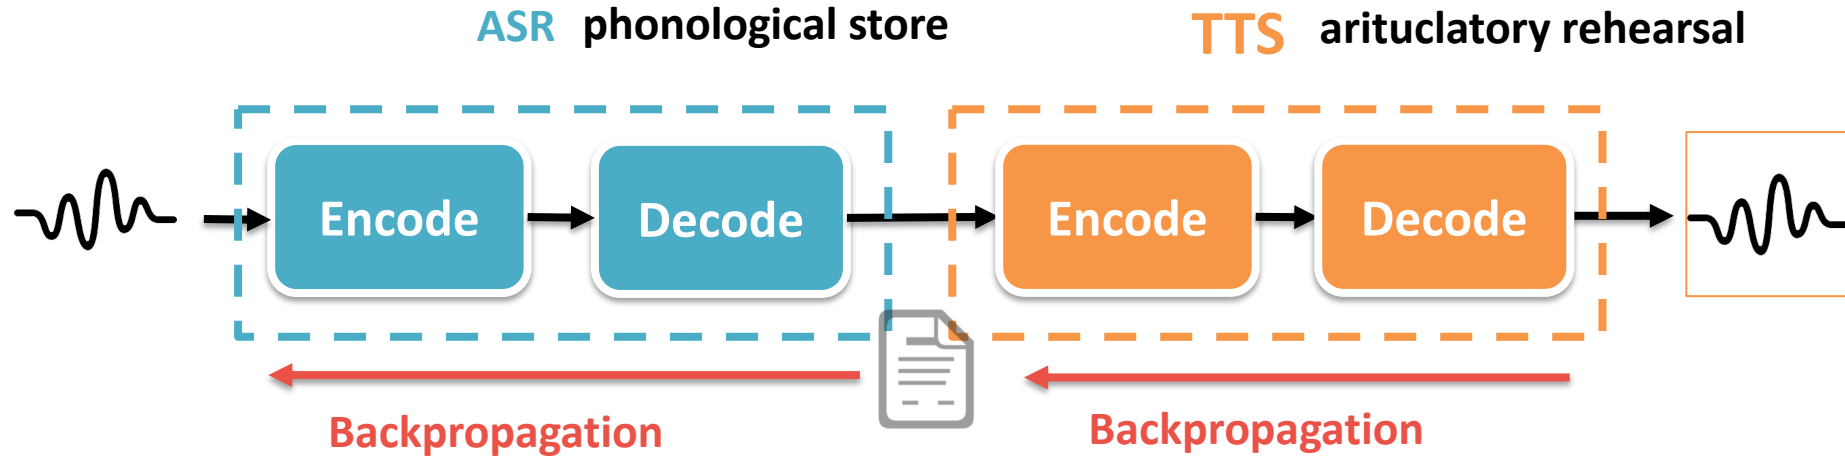 ASR phonological store
TTS arituclatory rehearsal
Encode
Decode
Encode
Decode
Backpropagation
Backpropagation